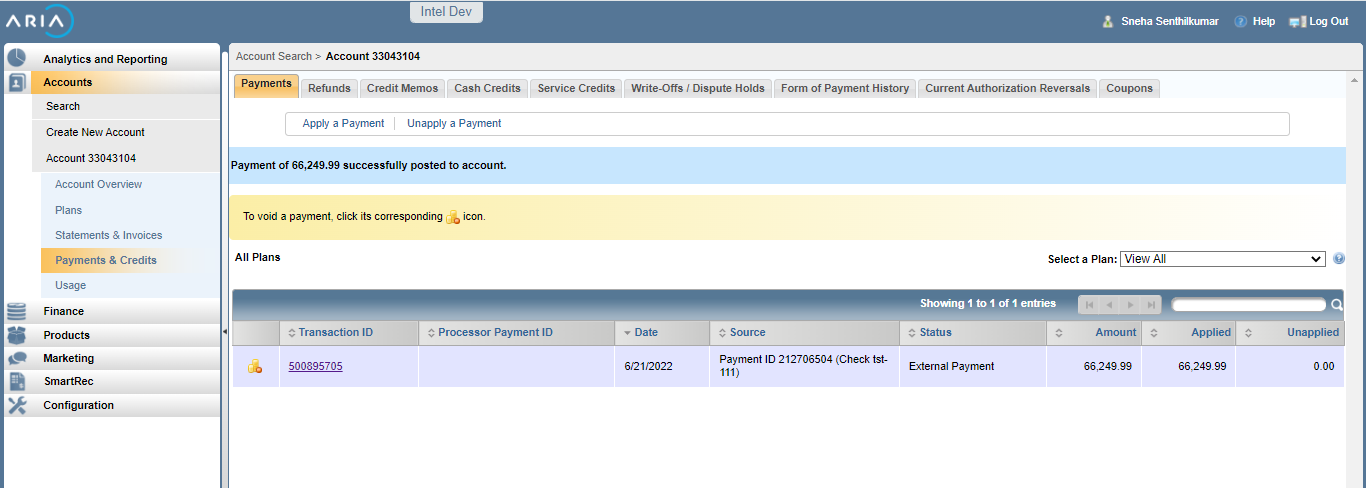 ARIA
Intel Dev
Sneha Senthilkumar Help Log Out
Analytics and Reporting
Accounts
Search
Create New Account
Account 33043104
Account Overview
Plans
Statements & Invoices
Payments & Credits
Usage
Finance
Products
Marketing
SmartRec
Configuration
Account Search > Account 33043104
Payments Refunds Credit Memos Cash Credits Service Credits Write-Offs / Dispute Holds Form of Payment History Current Authorization Reversals Coupons
Apply a Payment Unapply a Payment
Payment of 66,249.99 successfully posted to account.
To void a payment, click its corresponding icon.
All Plans
Select a Plan: View All
Showing 1 to 1 of 1 entries
Transaction ID Processor Payment ID Date Source Status Amount Applied Unapplied
500895705 6/21/2022 Payment ID 212706504 (Check tst-
111) External Payment 66,249.99 66,249.99 0.00